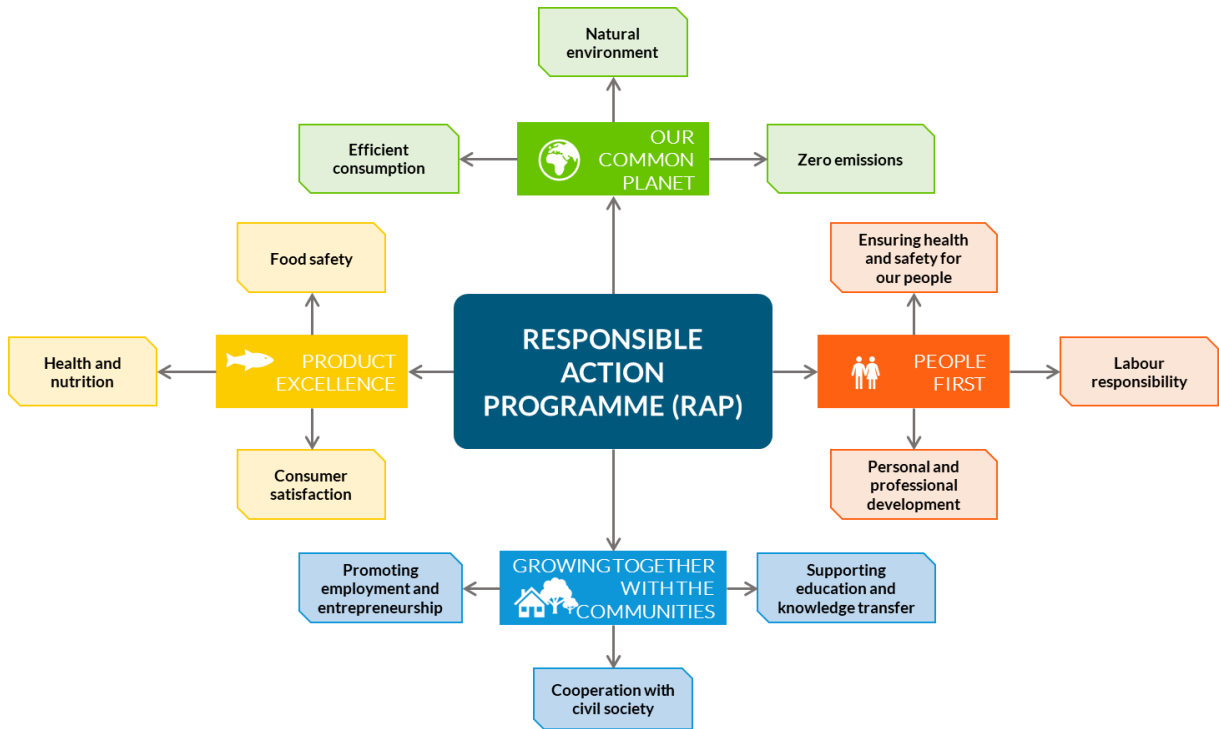 Natural
environment
OUR
COMMON
PLANET
Efficient
consumption
Zero emissions
Food safety
Ensuring health
and safety for
our people
RESPONSIBLE
ACTION
PROGRAMME (RAP)
PRODUCT
EXCELLENCE
Health and
nutrition
PEOPLE
FIRST
Labour
responsibility
Consumer
satisfaction
Personal and
professional
development
GROWING TOGETHER
WITH THE
COMMUNITIES
Promoting
employment and
entrepreneurship
Supporting
education and
knowledge transfer
Cooperation with
civil society